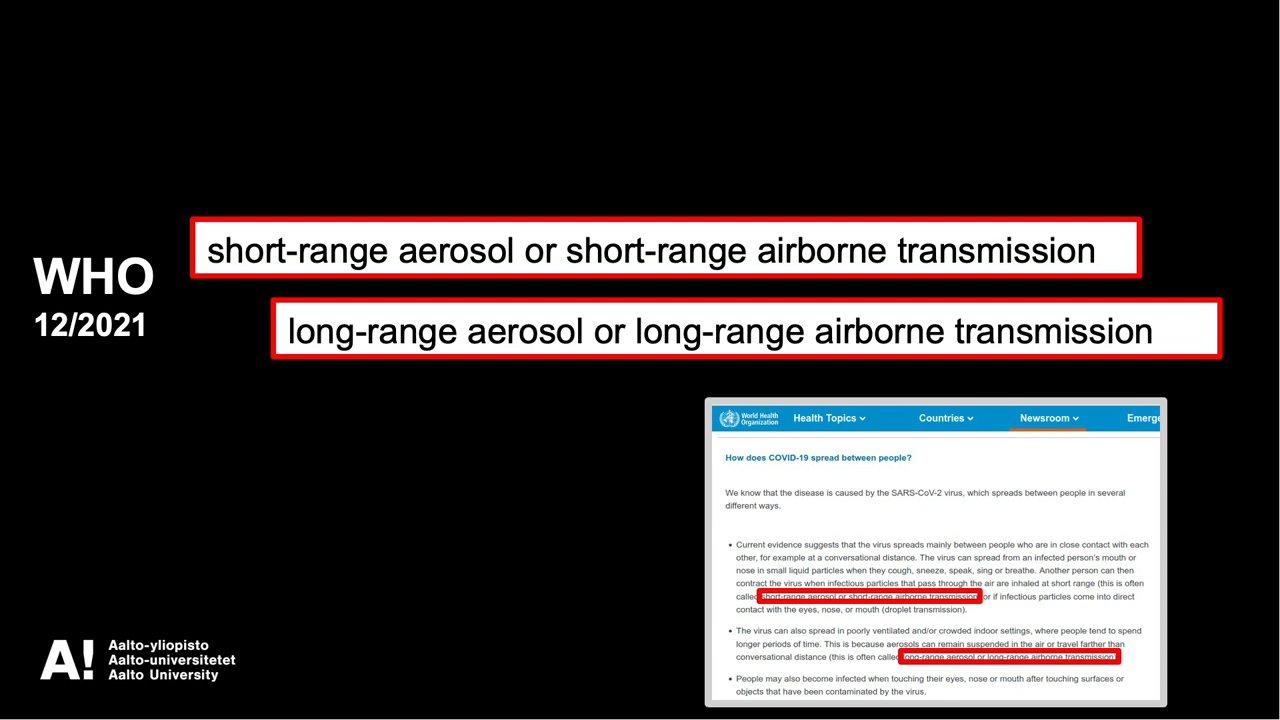 short-range aerosol or short-range airborne transmission
WHO
12/2021
long-range aerosol or long-range airborne transmission
World Health
Organization
Health Topics
Countries
Newsroom
Emerge
How does COVID-19 spread between people?
We know that the disease is caused by the SARS-CoV-2 virus, which spreads between people in several
different ways.
• Current evidence suggests that the virus spreads mainly between people who are in close contact with each
other, for example at a conversational distance. The virus can spread from an infected person's mouth or
nose in small liquid particles when they cough, sneeze, speak, sing or breathe. Another person can then
contract the virus when infectious particles that pass through the air are inhaled at short range (this is often
called short-range aerosol or short-range airborne transmission) or if infectious particles come into direct
contact with the eyes, nose, or mouth (droplet transmission).
• The virus can also spread in poorly ventilated and/or crowded indoor settings, where people tend to spend
longer periods of time. This is because aerosols can remain suspended in the air or travel farther than
conversational distance (this is often called long-range aerosol or long-range airborne transmission)
• People may also become infected when touching their eyes, nose or mouth after touching surfaces or
objects that have been contaminated by the virus.
A! Aalto-yliopisto
Aalto-universitetet
Aalto University